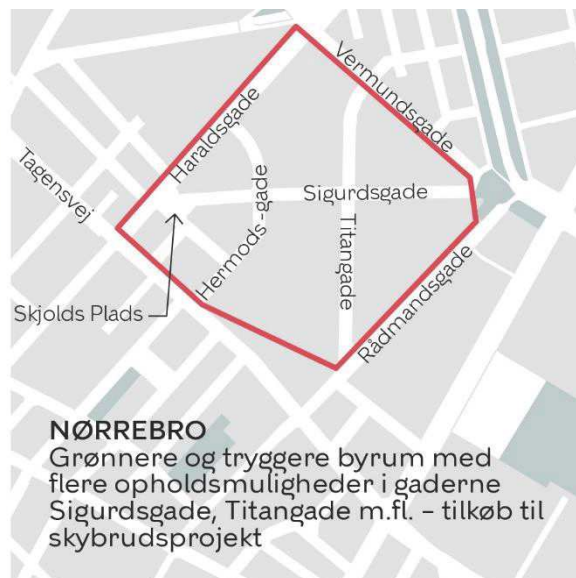 Vermundsgade
Haraldsgade
Tagensvej
Sigurdsgade
Hermods-gade
Titangade
Skjolds Plads
Rådmandsgade
NØRREBRO
Grønnere og tryggere byrum med
flere opholdsmuligheder i gaderne
Sigurdsgade, Titangade m.fl. – tilkøb til
skybrudsprojekt